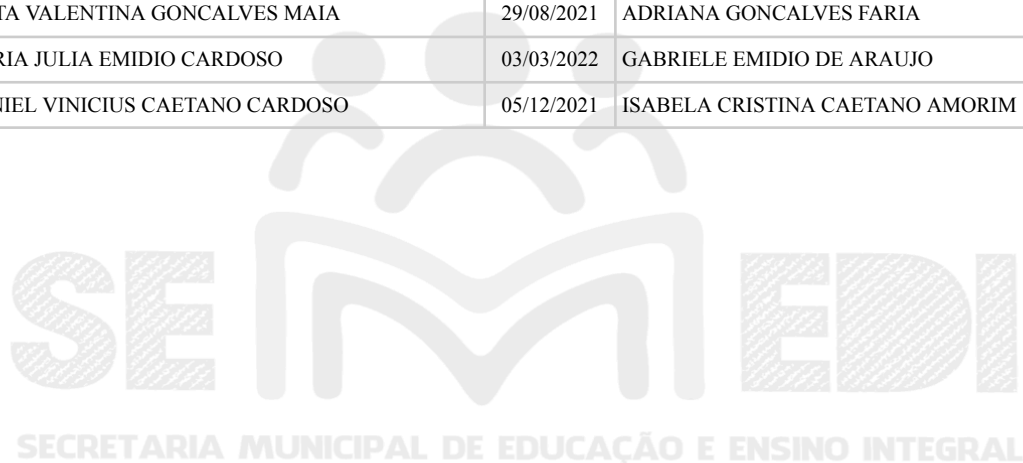 TA VALENTINA GONCALVES MAIA 29/08/2021 ADRIANA GONCALVES FARIA
RIA JULIA EMIDIO CARDOSO 03/03/2022 GABRIELE EMIDIO DE ARAUJO
NIEL VINICIUS CAETANO CARDOSO 05/12/2021 ISABELA CRISTINA CAETANO AMORIM
SEMEDI
SECRETARIA MUNICIPAL DE EDUCAÇÃO E ENSINO INTEGRAL